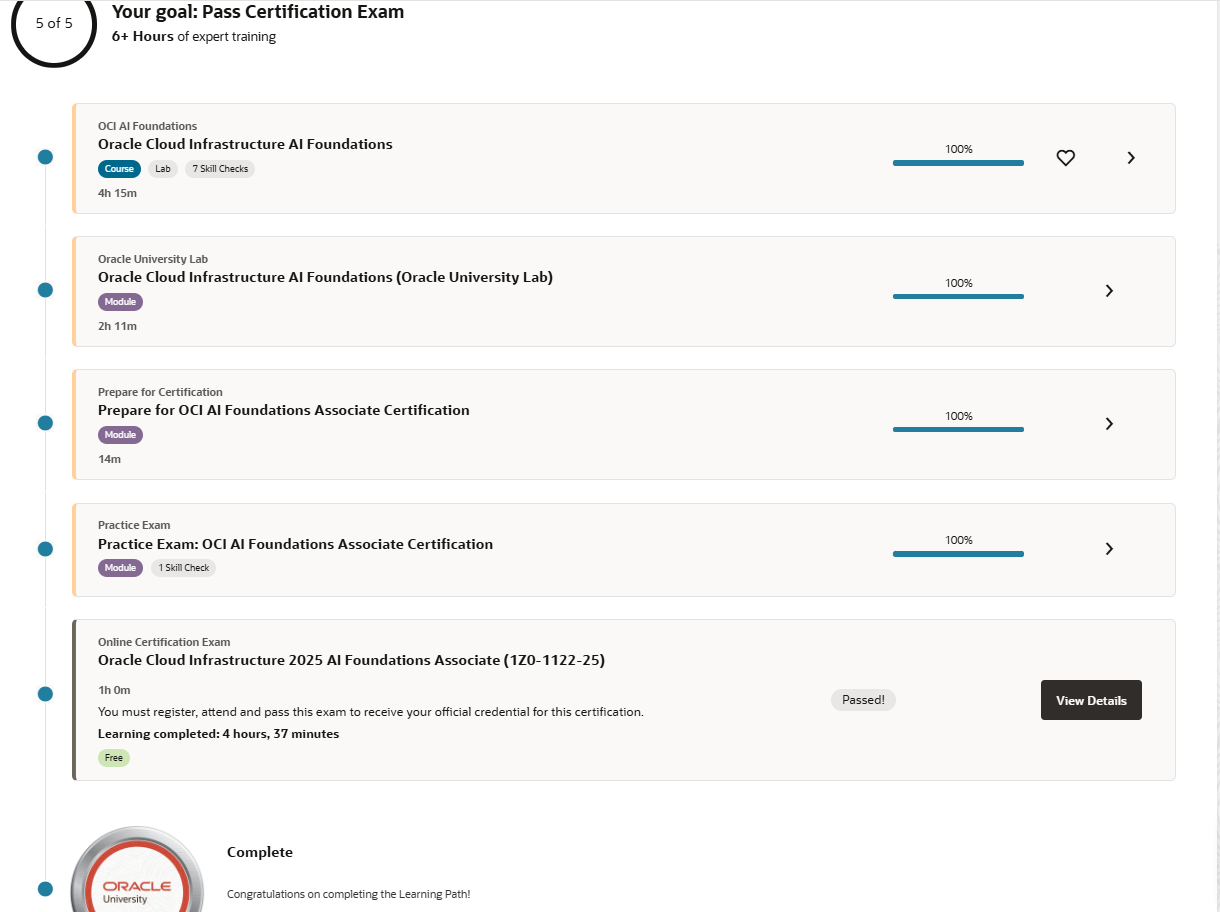 5 of 5
Your goal: Pass Certification Exam
6+ Hours of expert training
OCI AI Foundations
Oracle Cloud Infrastructure AI Foundations
Course Lab 7 Skill Checks
4h 15m
100%
Oracle University Lab
Oracle Cloud Infrastructure AI Foundations (Oracle University Lab)
Module
2h 11m
100%
Prepare for Certification
Prepare for OCI AI Foundations Associate Certification
Module
14m
100%
Practice Exam
Practice Exam: OCI AI Foundations Associate Certification
Module 1 Skill Check
100%
Online Certification Exam
Oracle Cloud Infrastructure 2025 AI Foundations Associate (1Z0-1122-25)
1h 0m
You must register, attend and pass this exam to receive your official credential for this certification.
Learning completed: 4 hours, 37 minutes
Free
Passed!
View Details
ORACLE
University
Complete
Congratulations on completing the Learning Path!